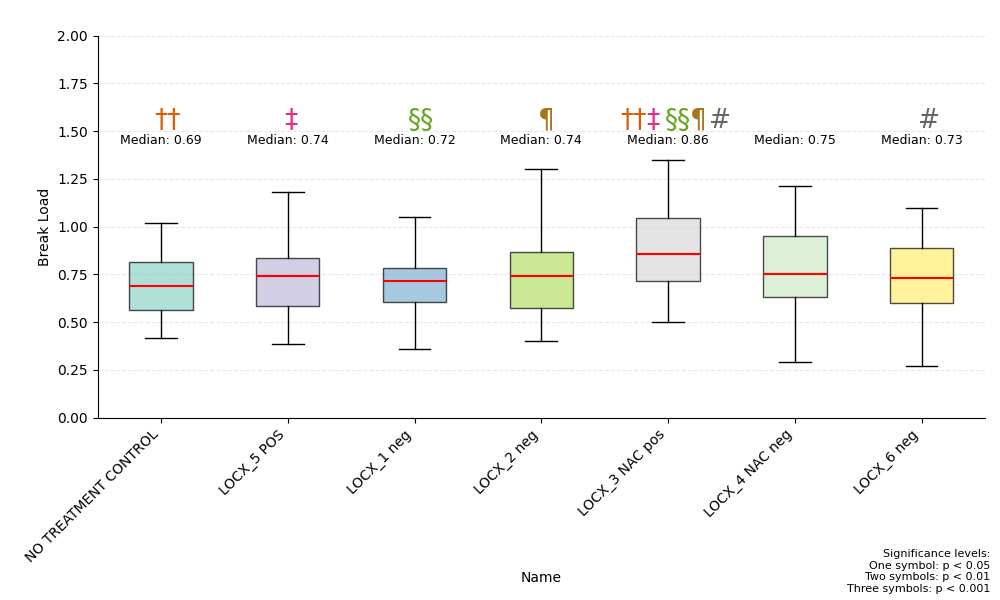 2.00
1.75
1.50
1.25
1.00
0.75
0.50
0.25
0.00
Break Load
†† ‡ §§ ¶ ††‡§§¶# #
Median: 0.69 Median: 0.74 Median: 0.72 Median: 0.74 Median: 0.86 Median: 0.75 Median: 0.73
NO TREATMENT CONTROL
LOCX_5 POS
LOCX_1 neg
LOCX_2 neg
LOCX_3 NAC pos
LOCX_4 NAC neg
LOCX_6 neg
Name
Significance levels:
One symbol: p < 0.05
Two symbols: p < 0.01
Three symbols: p < 0.001